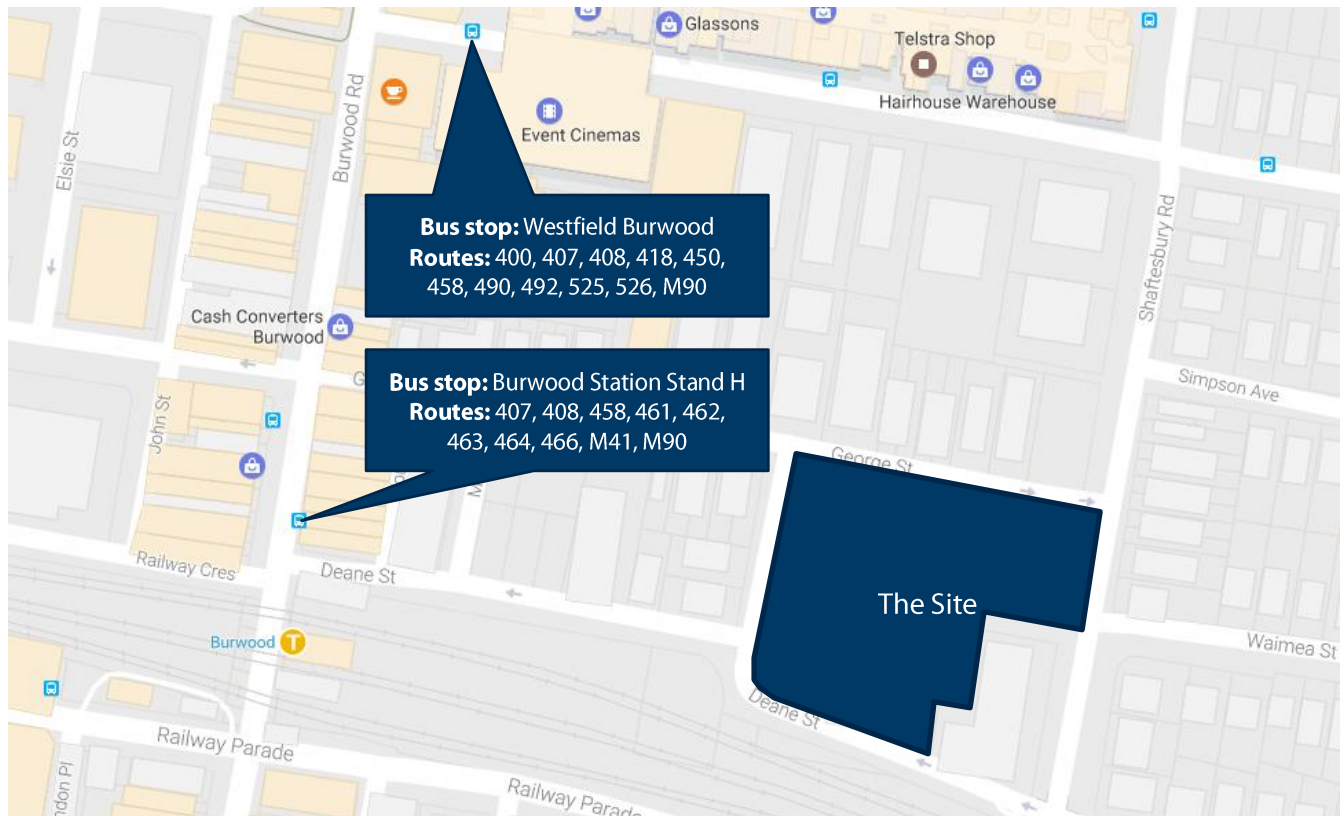 Glassons
Telstra Shop
Hairhouse Warehouse
Event Cinemas
Burwood Rd
Elsie St
Shaftesbury Rd
Bus stop: Westfield Burwood
Routes: 400, 407, 408, 418, 450,
458, 490, 492, 525, 526, M90
Cash Converters
Burwood
Bus stop: Burwood Station Stand H
Routes: 407, 408, 458, 461, 462,
463, 464, 466, M41, M90
Simpson Ave
John St
George St
Railway Cres
Deane St
The Site
Burwood
T
Waimea St
Deane St
Railway Parade
Railway Parade